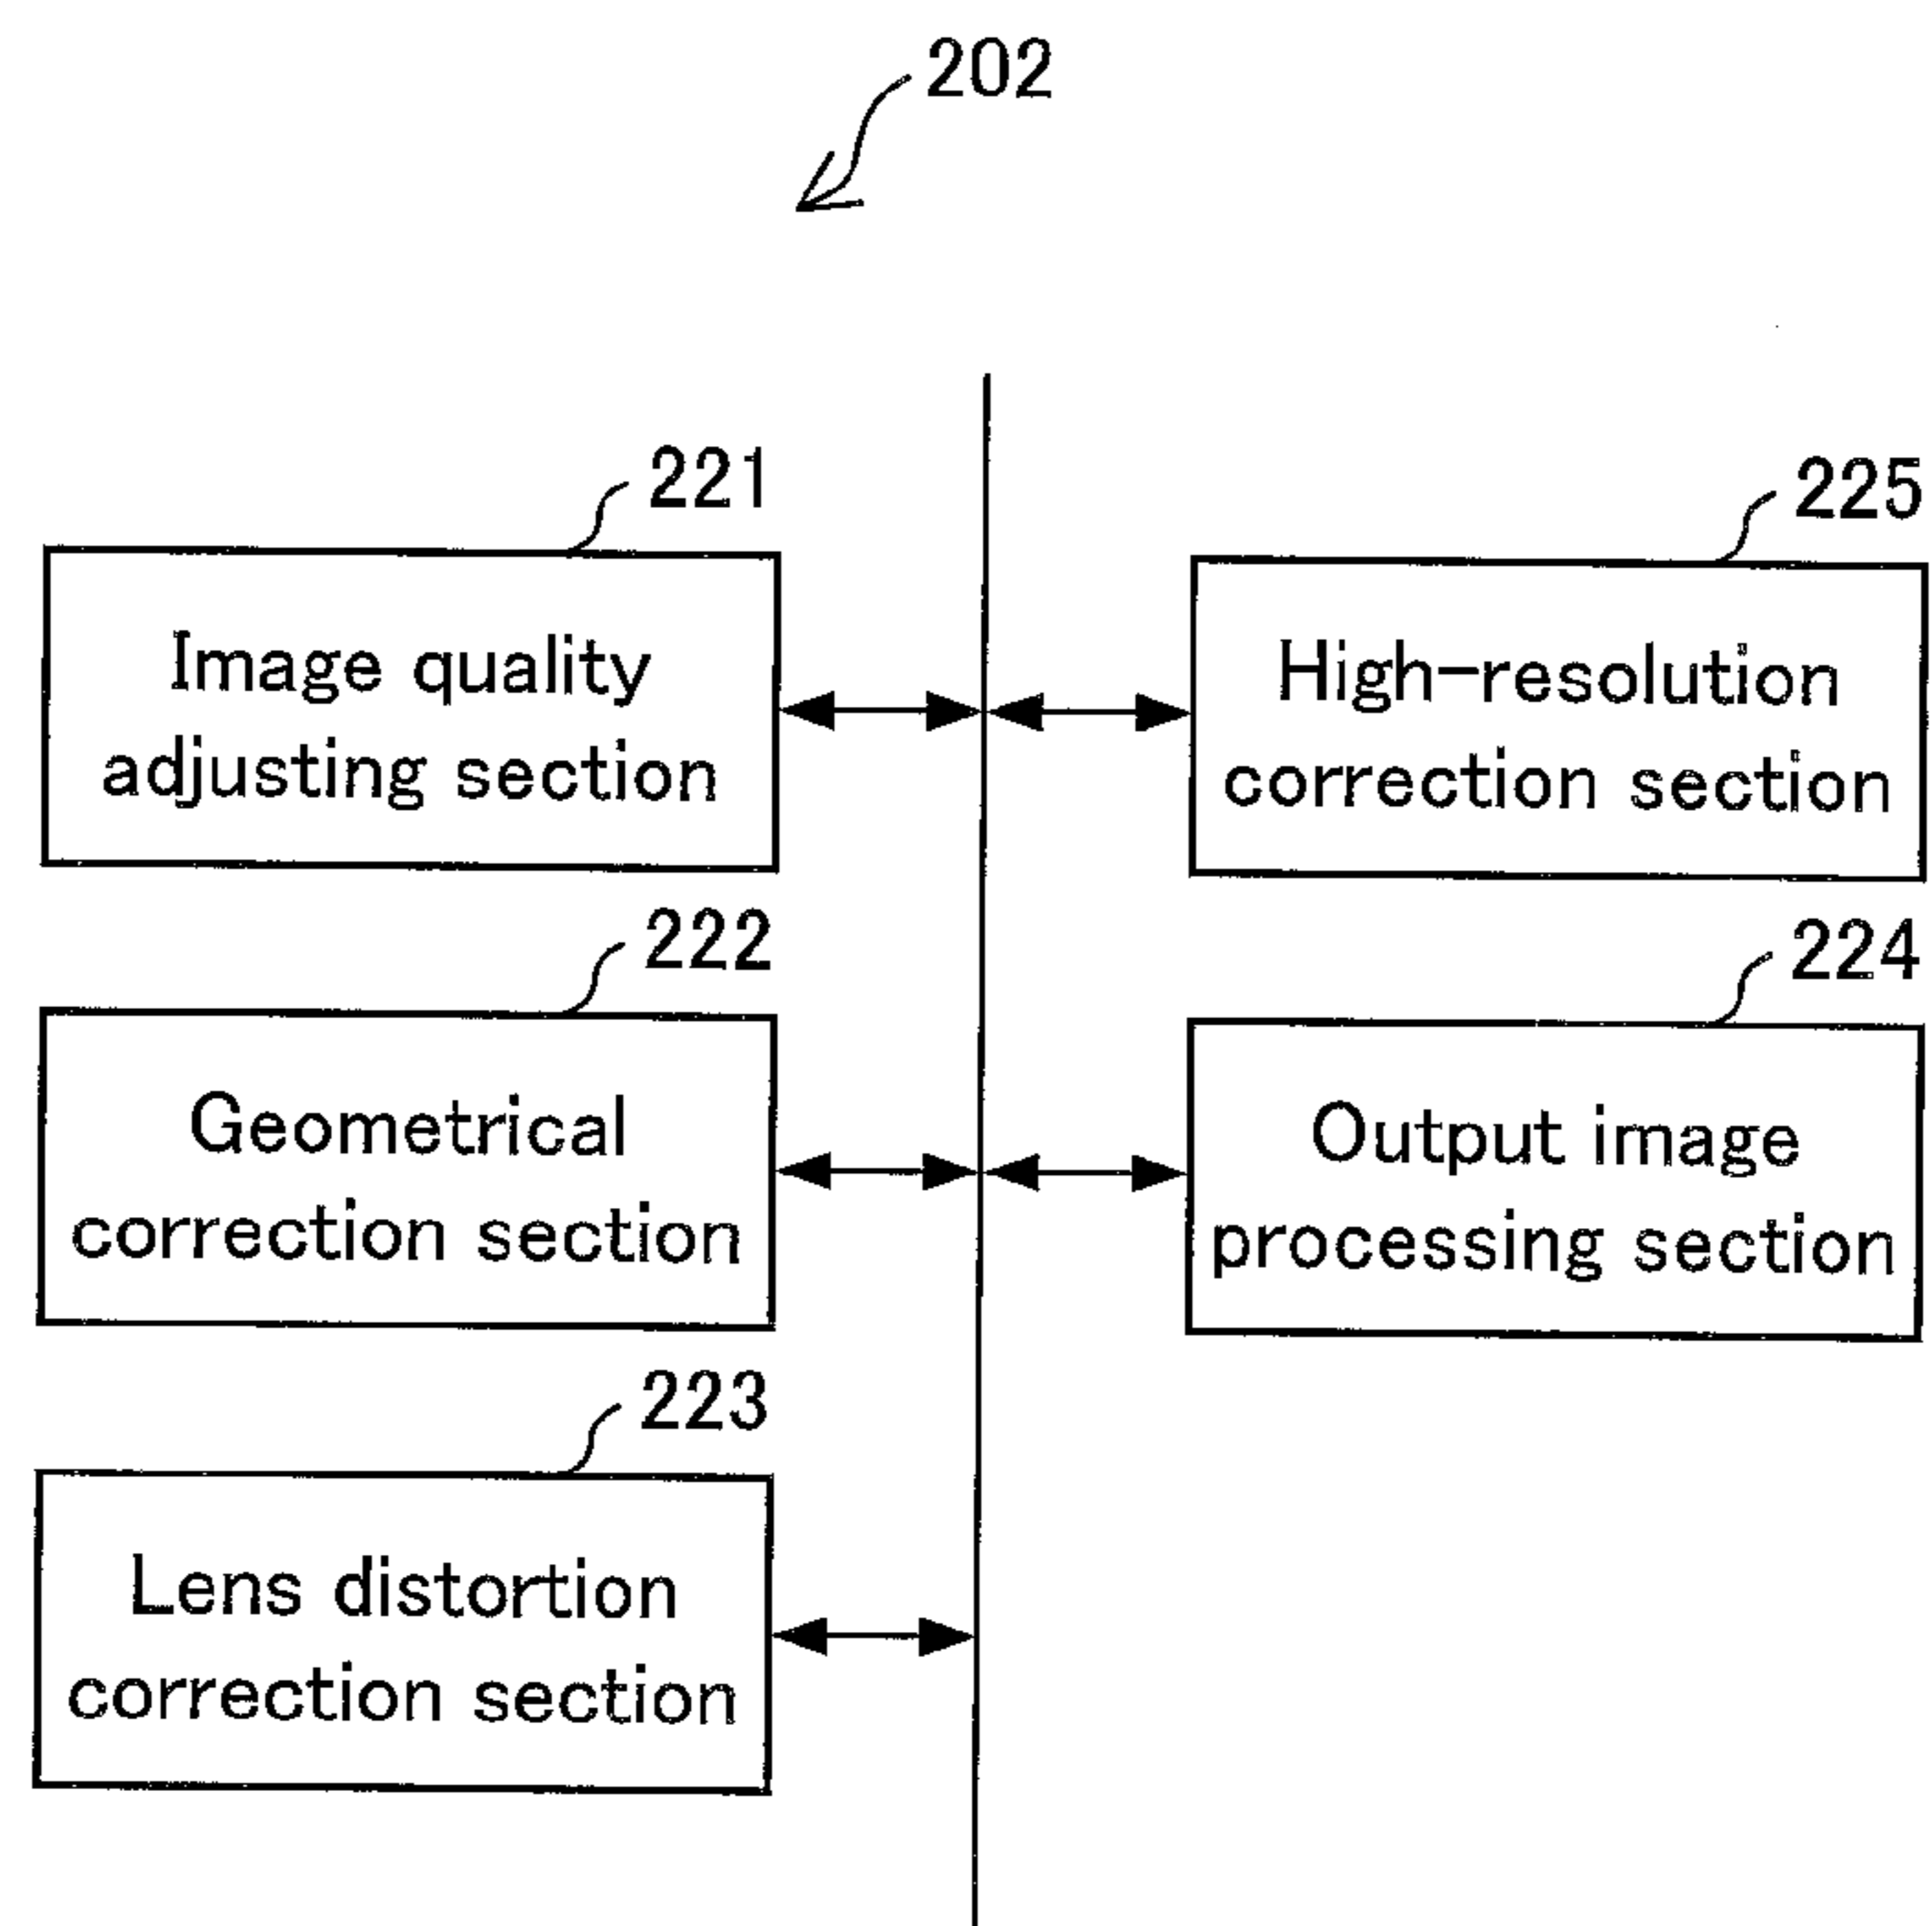 202
221
Image quality
adjusting section
225
High-resolution
correction section
222
Geometrical
correction section
224
Output image
processing section
223
Lens distortion
correction section